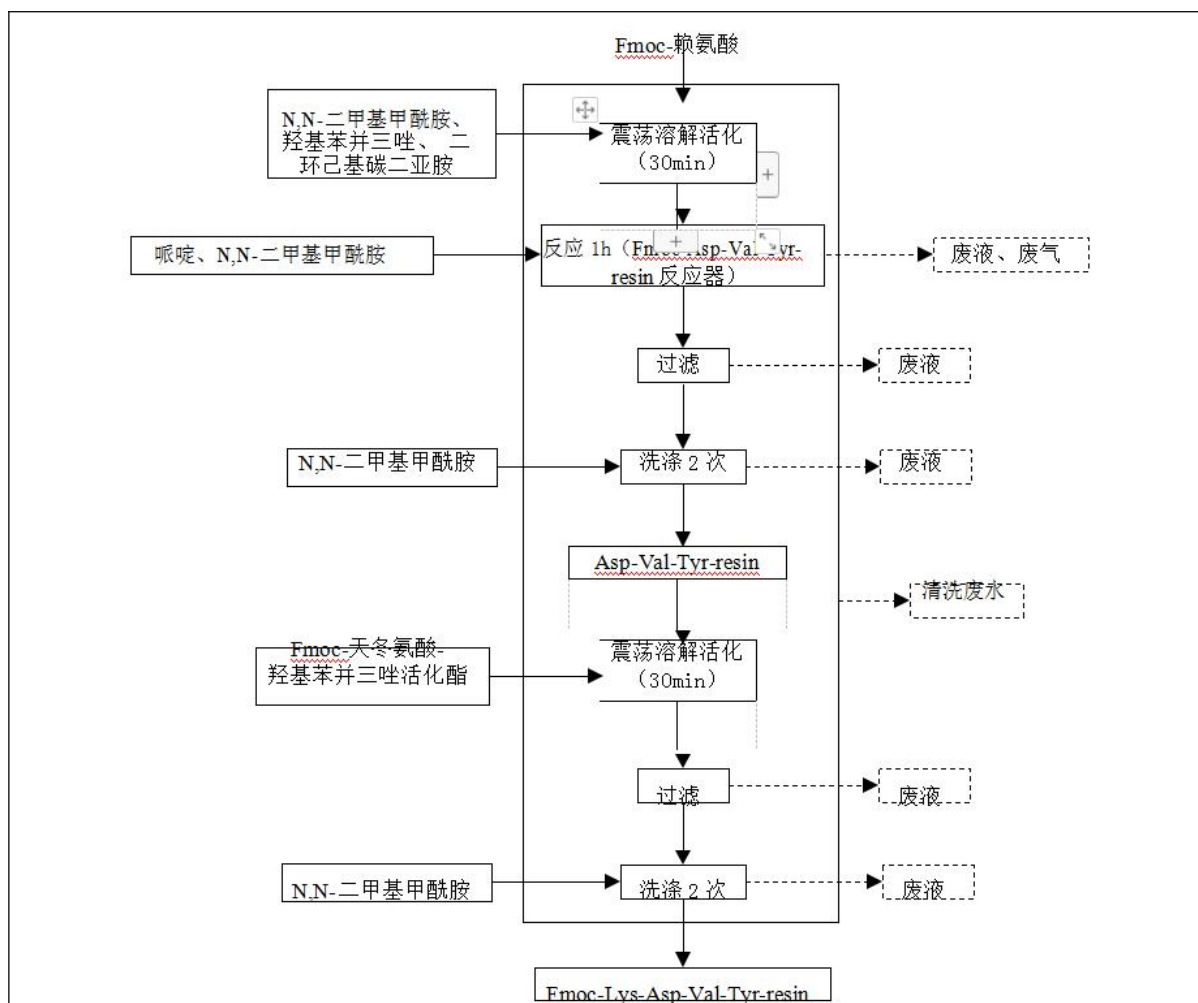 Fmoc-赖氨酸
N,N-二甲基甲酰胺、
羟基苯并三唑、 二
环己基碳二亚胺
震荡溶解活化
（30min）
哌啶、N,N-二甲基甲酰胺
反应 1h（Fmoc-Asp-Val-Tyr-
resin 反应器）
废液、废气
过滤
废液
N,N-二甲基甲酰胺
洗涤 2 次
废液
Asp-Val-Tyr-resin
清洗废水
Fmoc-天冬氨酸-
羟基苯并三唑活化酯
震荡溶解活化
（30min）
过滤
废液
N,N-二甲基甲酰胺
洗涤 2 次
废液
Fmoc-Lys-Asp-Val-Tyr-resin